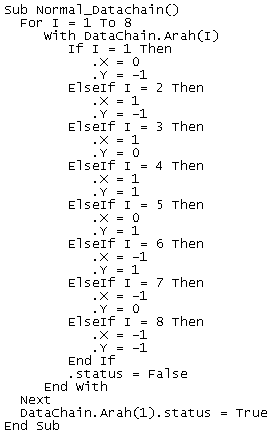 Sub Normal_Datachain()
  For I = 1 To 8
     With DataChain.Arah(I)
        If I = 1 Then
           .X = 0
           .Y = -1
        ElseIf I = 2 Then
           .X = 1
           .Y = -1
        ElseIf I = 3 Then
           .X = 1
           .Y = 0
        ElseIf I = 4 Then
           .X = 1
           .Y = 1
        ElseIf I = 5 Then
           .X = 0
           .Y = 1
        ElseIf I = 6 Then
           .X = -1
           .Y = 1
        ElseIf I = 7 Then
           .X = -1
           .Y = 0
        ElseIf I = 8 Then
           .X = -1
           .Y = -1
        End If
        .status = False
     End With
  Next
  DataChain.Arah(1).status = True
End Sub